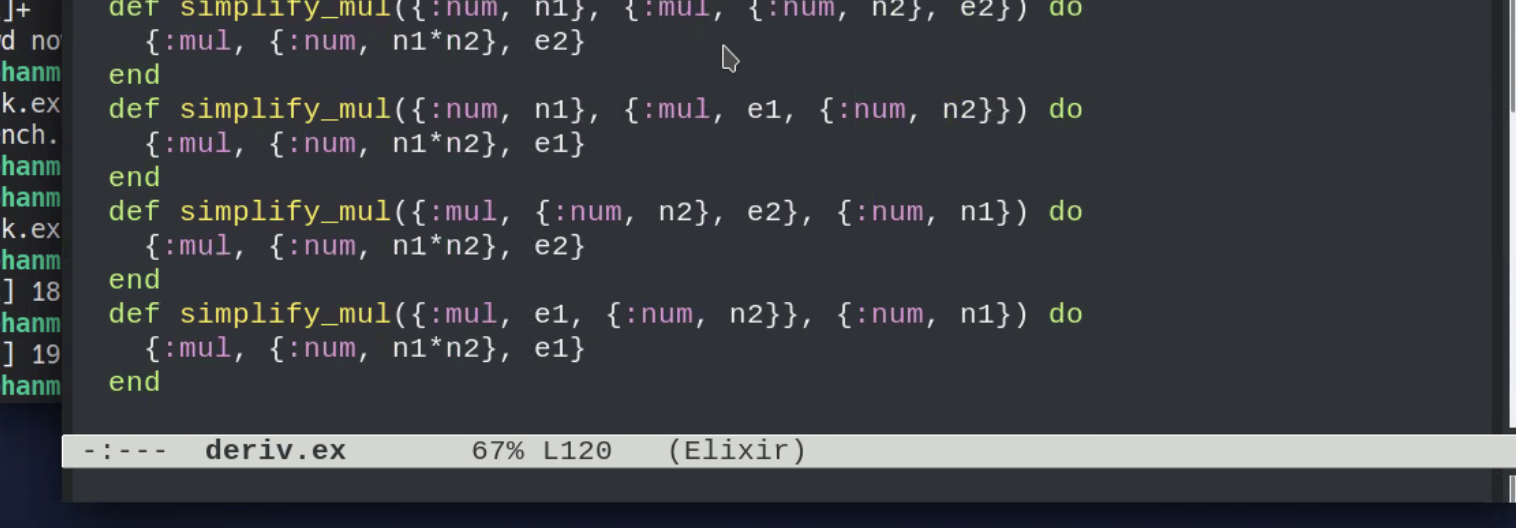 ]+
def simplify_mul({:num, n1}, {:mul, {:num, n2}, e2}) do
{:mul, {:num, n1*n2}, e2}
end
def simplify_mul({:num, n1}, {:mul, e1, {:num, n2}}) do
{:mul, {:num, n1*n2}, e1}
end
def simplify_mul({:mul, {:num, n2}, e2}, {:num, n1}) do
{:mul, {:num, n1*n2}, e2}
end
def simplify_mul({:mul, e1, {:num, n2}}, {:num, n1}) do
{:mul, {:num, n1*n2}, e1}
end
d no
hanm
k.ex
nch.
hanm
hanm
k.ex
hanm
] 18
hanm
] 19
hanm
-:--- deriv.ex 67% L120 (Elixir)